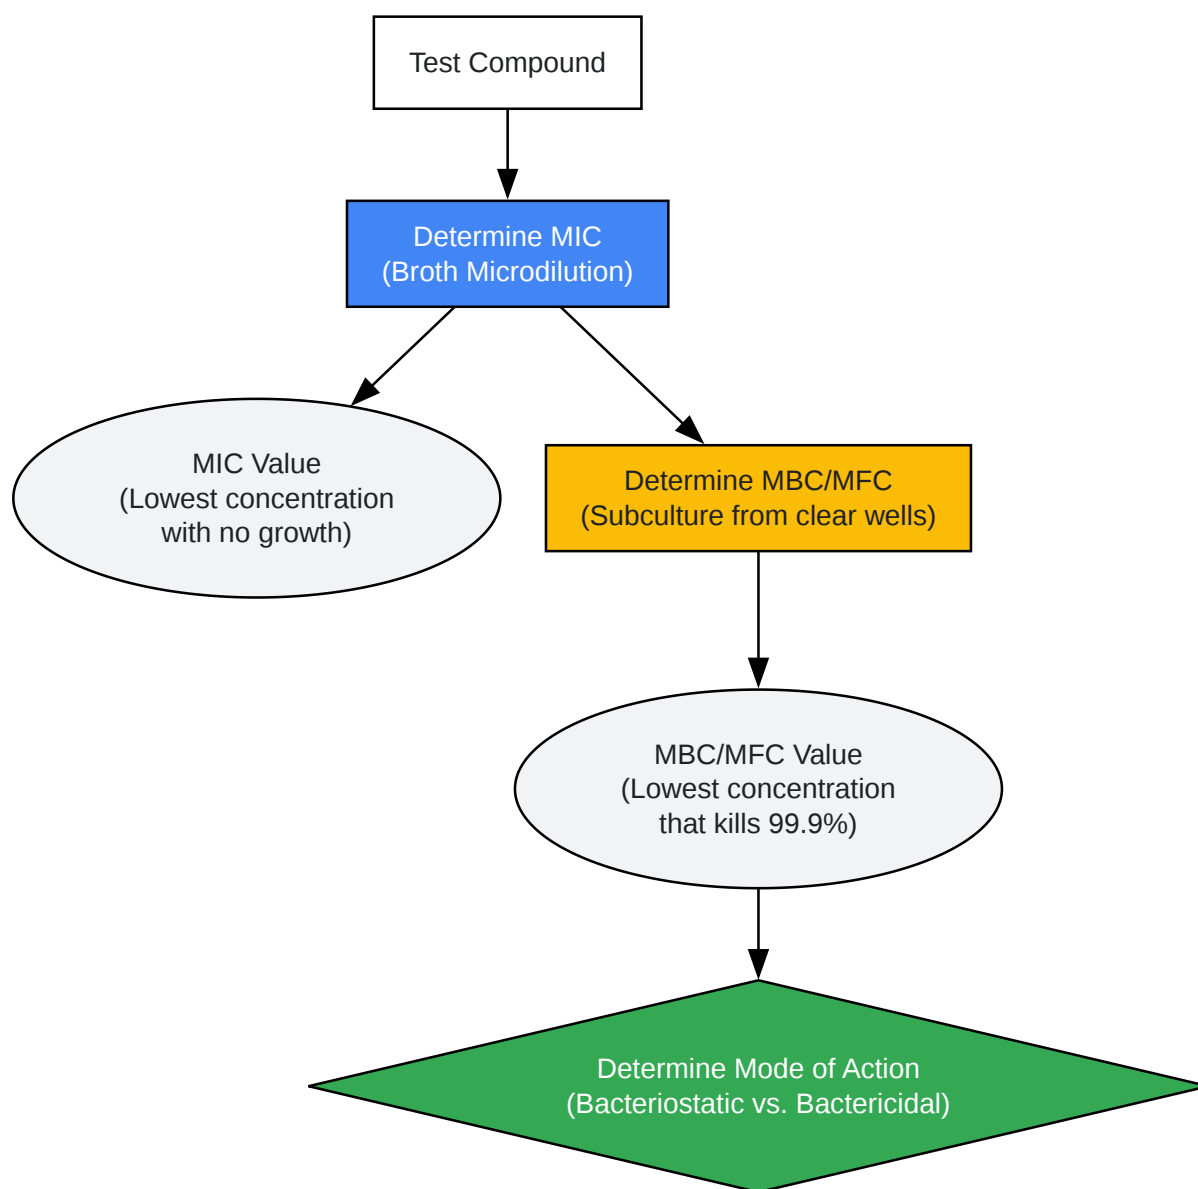 Test Compound
Determine MIC
(Broth Microdilution)
MIC Value
(Lowest concentration
with no growth)
Determine MBC/MFC
(Subculture from clear wells)
MBC/MFC Value
(Lowest concentration
that kills 99.9%)
Determine Mode of Action
(Bacteriostatic vs. Bactericidal)